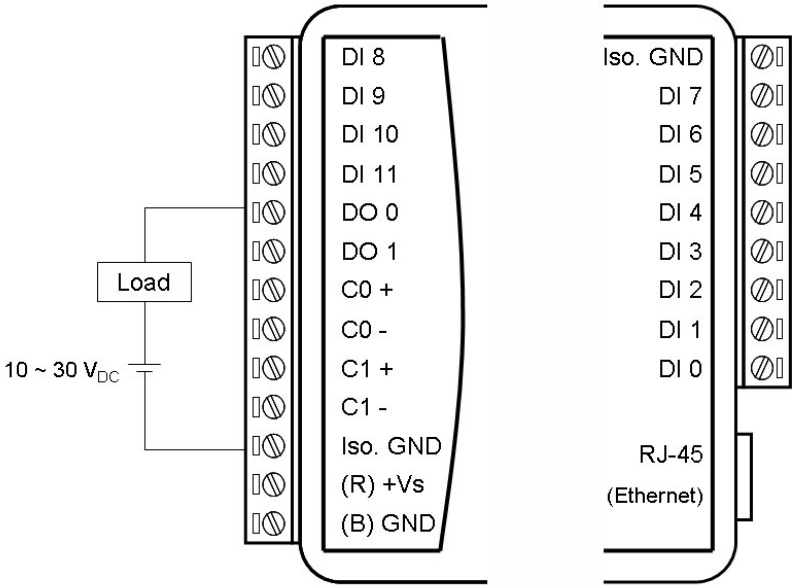 DI 8
DI 9
DI 10
DI 11
DO 0
DO 1
C0 +
C0 -
C1 +
C1 -
Iso. GND
(R) +Vs
(B) GND
Load
10 ~ 30 VDC
Iso. GND
DI 7
DI 6
DI 5
DI 4
DI 3
DI 2
DI 1
DI 0
RJ-45
(Ethernet)